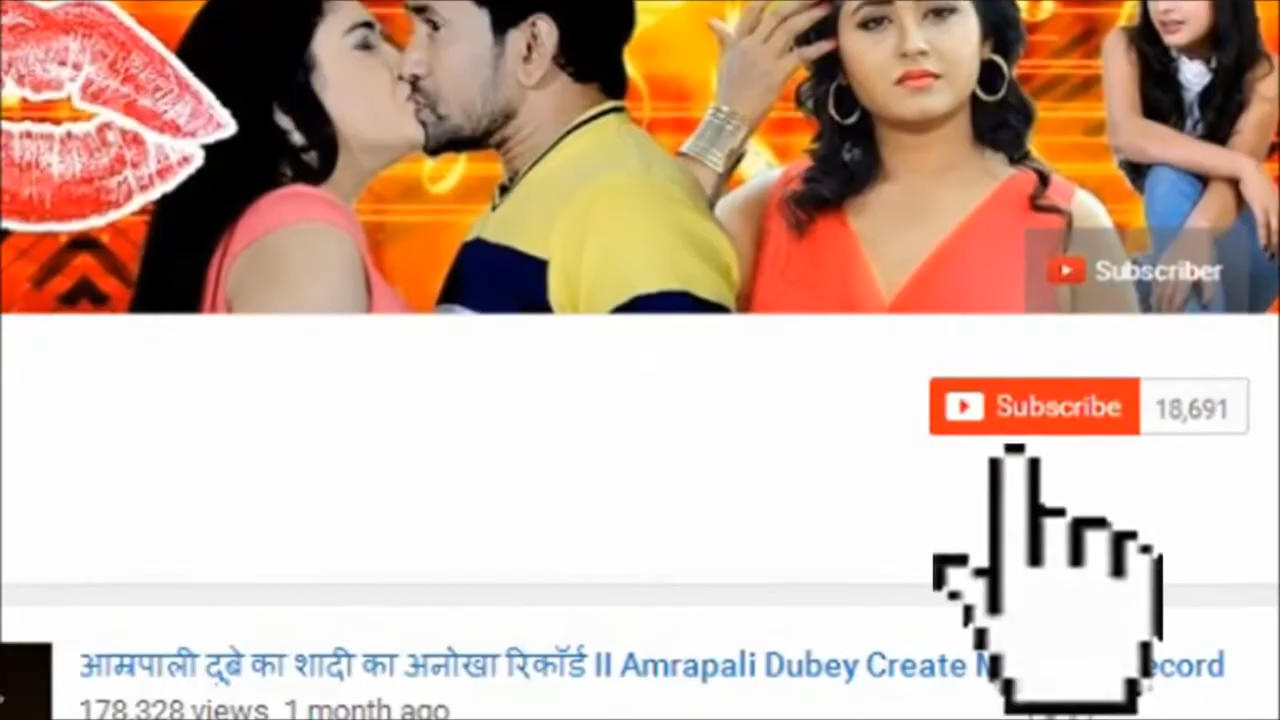 Subscriber
Subscribe 18,691
आम्रपाली दूबे का शादी का अनोखा रिकॉर्ड II Amrapali Dubey Create
178,328 views 1 month ago